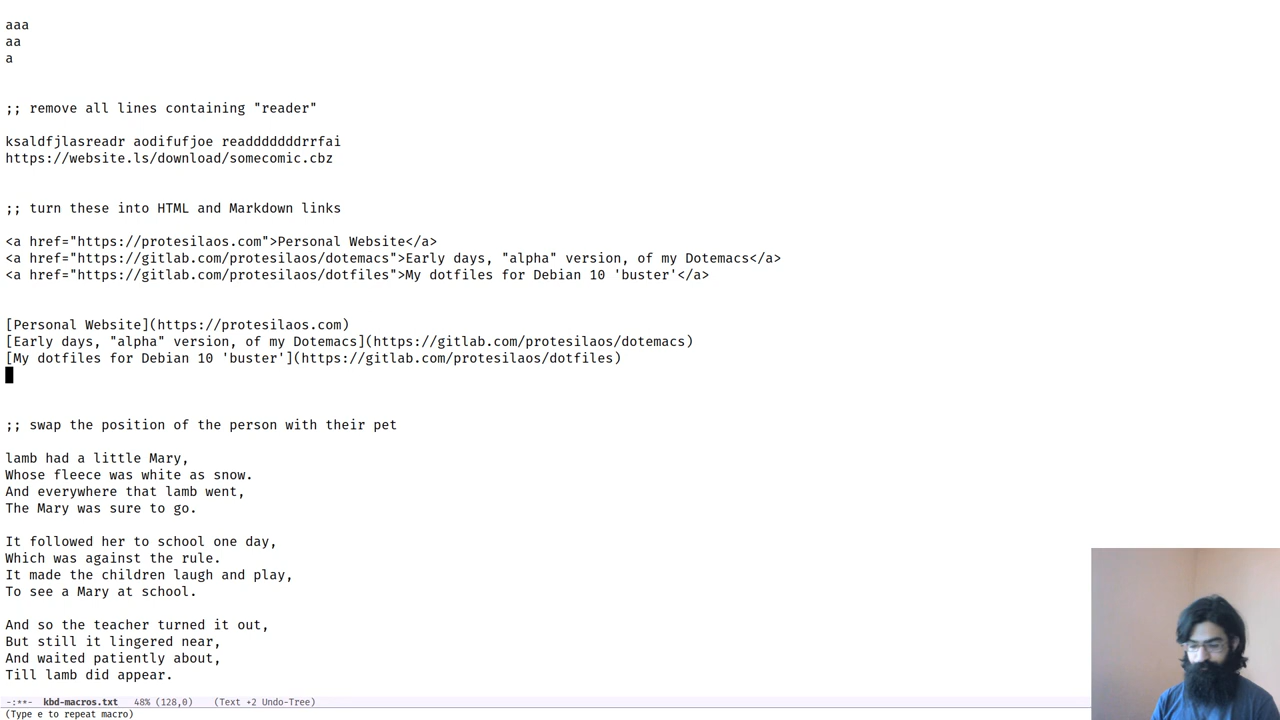 aaa
aa
a
;; remove all lines containing "reader"
ksaldfjlasreadr aodifufjoe readdddddddrrfai
https://website.ls/download/somecomic.cbz
;; turn these into HTML and Markdown links
<a href="https://protesilaos.com">Personal Website</a>
<a href="https://gitlab.com/protesilaos/dotemacs">Early days, "alpha" version, of my Dotemacs</a>
<a href="https://gitlab.com/protesilaos/dotfiles">My dotfiles for Debian 10 'buster'</a>
[Personal Website](https://protesilaos.com)
[Early days, "alpha" version, of my Dotemacs](https://gitlab.com/protesilaos/dotemacs)
[My dotfiles for Debian 10 'buster'](https://gitlab.com/protesilaos/dotfiles)
;; swap the position of the person with their pet
lamb had a little Mary,
Whose fleece was white as snow.
And everywhere that lamb went,
The Mary was sure to go.
It followed her to school one day,
Which was against the rule.
It made the children laugh and play,
To see a Mary at school.
And so the teacher turned it out,
But still it lingered near,
And waited patiently about,
Till lamb did appear.
-:**-  kbd-macros.txt   48% (128,0)    (Text +2 Undo-Tree)
(Type e to repeat macro)